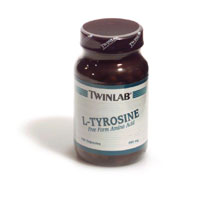 TWINLAB®
L-TYROSINE
Free Form Amino Acid